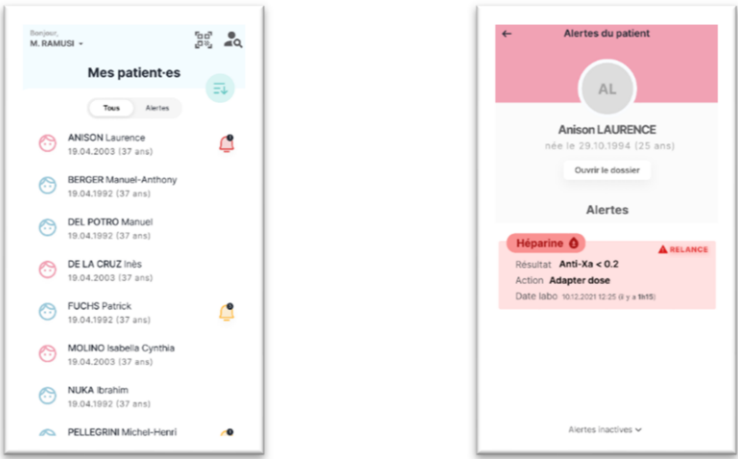 Bonjour,
M. RAMUSI
Mes patient·es
Tous Alertes
ANISON Laurence
19.04.2003 (37 ans)
BERGER Manuel-Anthony
19.04.1992 (37 ans)
DEL POTRO Manuel
19.04.1992 (37 ans)
DE LA CRUZ Inès
19.04.2003 (37 ans)
FUCHS Patrick
19.04.1992 (37 ans)
MOLINO Isabella Cynthia
19.04.2003 (37 ans)
NUKA Ibrahim
19.04.1992 (37 ans)
PELLEGRINI Michel-Henri
Alertes du patient
AL
Anison LAURENCE
née le 29.10.1994 (25 ans)
Ouvrir le dossier
Alertes
Héparine
RELANCE
Résultat Anti-Xa < 0.2
Action Adapter dose
Date labo 10.12.2021 12:25 (il y a 1h15)
Alertes inactives